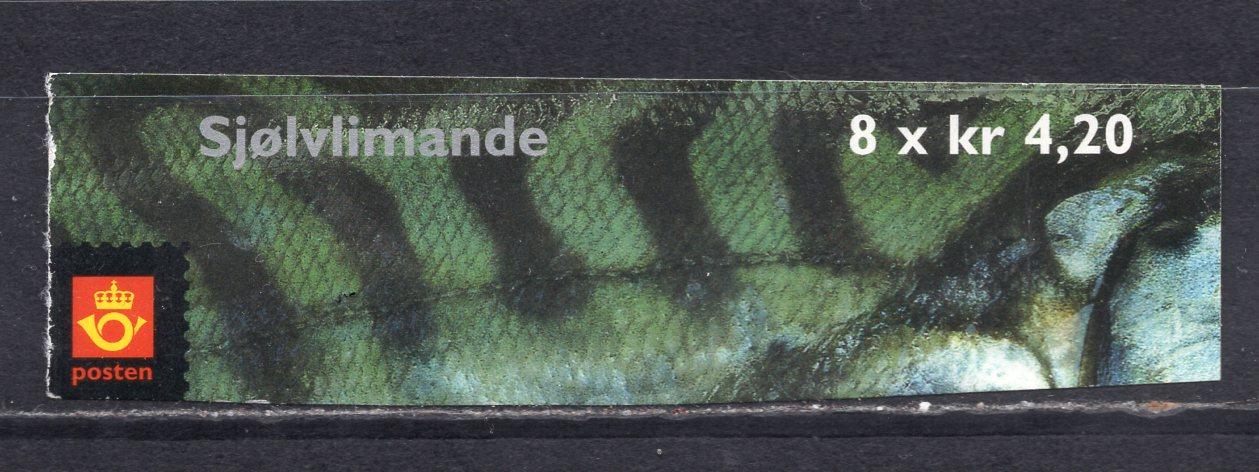 Sjølvlimande
8 x kr 4,20
posten